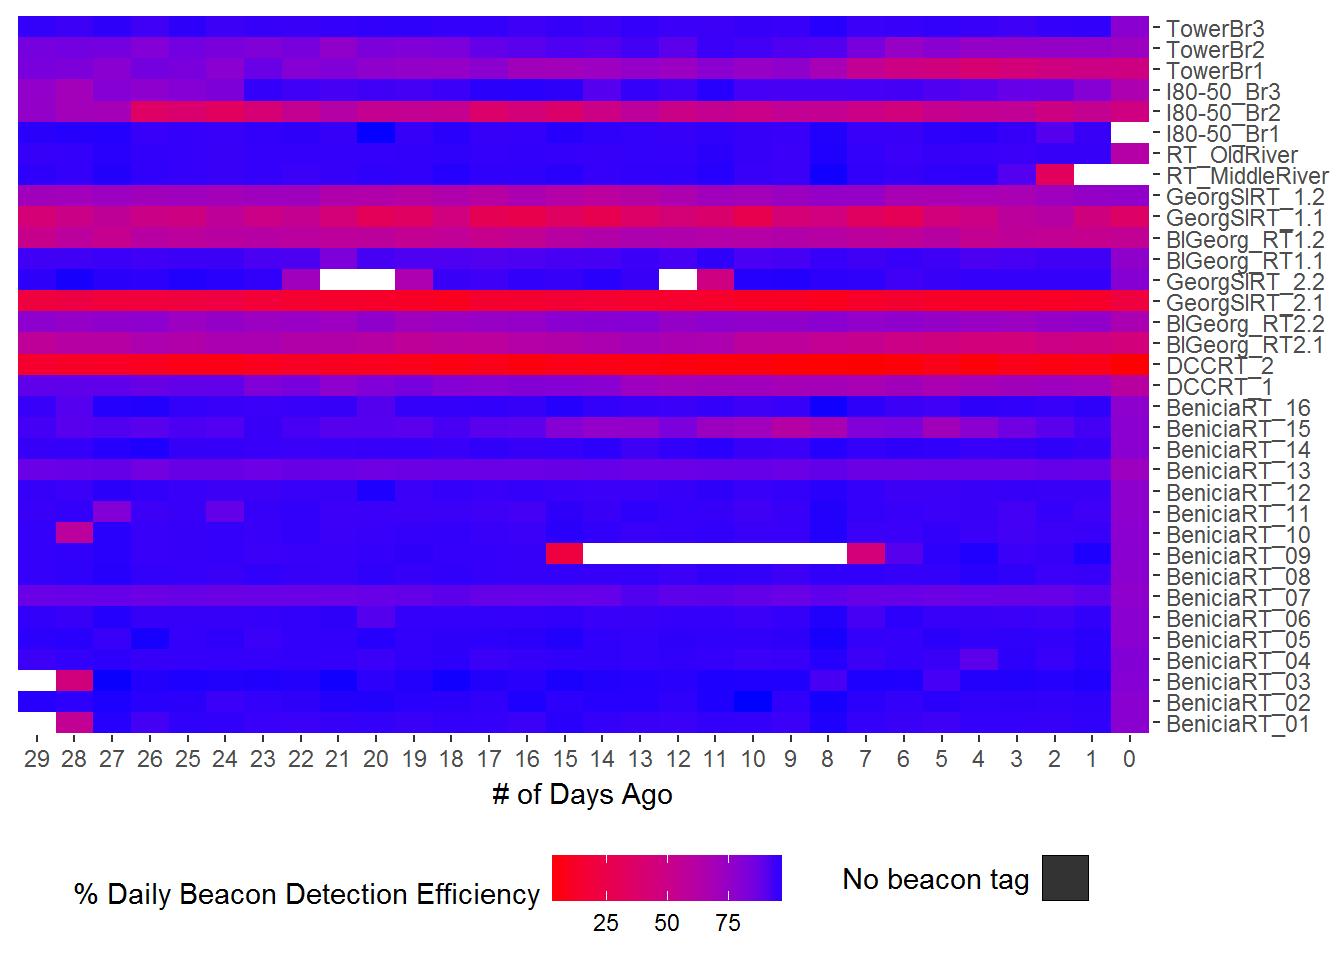 TowerBr3
TowerBr2
TowerBr1
I80-50_Br3
I80-50_Br2
I80-50_Br1
RT_OldRiver
RT_MiddleRiver
GeorgSlRT_1.2
GeorgSlRT_1.1
BlGeorg_RT1.2
BlGeorg_RT1.1
GeorgSlRT_2.2
GeorgSlRT_2.1
BlGeorg_RT2.2
BlGeorg_RT2.1
DCCRT_2
DCCRT_1
BeniciaRT_16
BeniciaRT_15
BeniciaRT_14
BeniciaRT_13
BeniciaRT_12
BeniciaRT_11
BeniciaRT_10
BeniciaRT_09
BeniciaRT_08
BeniciaRT_07
BeniciaRT_06
BeniciaRT_05
BeniciaRT_04
BeniciaRT_03
BeniciaRT_02
BeniciaRT_01
29 28 27 26 25 24 23 22 21 20 19 18 17 16 15 14 13 12 11 10 9 8 7 6 5 4 3 2 1 0
# of Days Ago
% Daily Beacon Detection Efficiency
25 50 75
No beacon tag